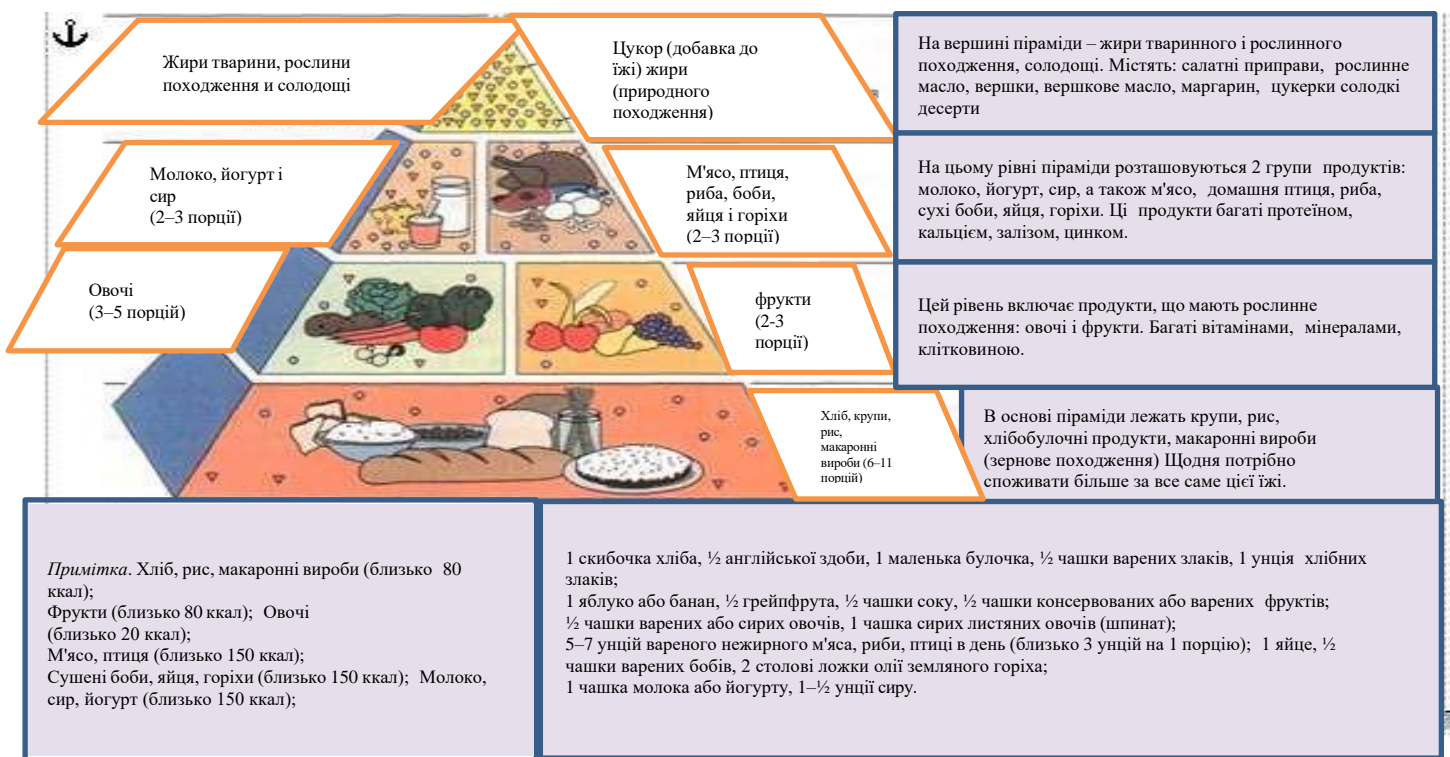 Жири тварини, рослини
походження и солодощі
Цукор (добавка до
їжі) жири
(природного
походження)
На вершині піраміди – жири тваринного і рослинного
походження, солодощі. Містять: салатні приправи, рослинне
масло, вершки, вершкове масло, маргарин, цукерки солодкі
десерти
Молоко, йогурт і
сир
(2–3 порції)
М'ясо, птиця,
риба, боби,
яйця і горіхи
(2–3 порції)
На цьому рівні піраміди розташовуються 2 групи продуктів:
молоко, йогурт, сир, а також м'ясо, домашня птиця, риба,
сухі боби, яйця, горіхи. Ці продукти багаті протеїном,
кальцієм, залізом, цинком.
Овочі
(3–5 порцій)
фрукти
(2-3
порції)
Цей рівень включає продукти, що мають рослинне
походження: овочі і фрукти. Багаті вітамінами, мінералами,
клітковиною.
Хліб, крупи,
рис,
макаронні
вироби (6–11
порцій)
В основі піраміди лежать крупи, рис,
хлібобулочні продукти, макаронні вироби
(зернове походження) Щодня потрібно
споживати більше за все саме цієї їжі.
Примітка. Хліб, рис, макаронні вироби (близько 80
ккал);
Фрукти (близько 80 ккал); Овочі
(близько 20 ккал);
М'ясо, птиця (близько 150 ккал);
Сушені боби, яйця, горіхи (близько 150 ккал); Молоко,
сир, йогурт (близько 150 ккал);
1 скибочка хліба, ½ англійської здоби, 1 маленька булочка, ½ чашки варених злаків, 1 унція хлібних
злаків;
1 яблуко або банан, ½ грейпфрута, ½ чашки соку, ½ чашки консервованих або варених фруктів;
½ чашки варених або сирих овочів, 1 чашка сирих листяних овочів (шпинат);
5–7 унцій вареного нежирного м'яса, риби, птиці в день (близько 3 унцій на 1 порцію); 1 яйце, ½
чашки варених бобів, 2 столові ложки олії земляного горіха;
1 чашка молока або йогурту, 1–½ унції сиру.